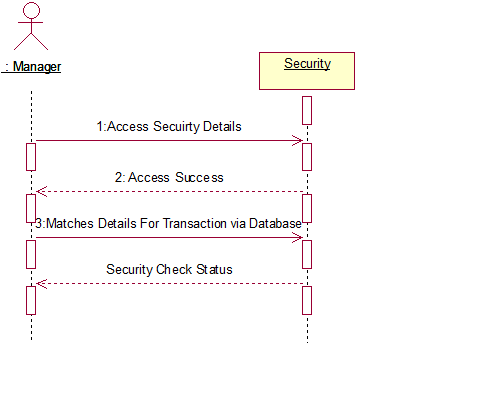 : Manager
Security
1:Access Secuirty Details
2: Access Success
3:Matches Details For Transaction via Database
Security Check Status